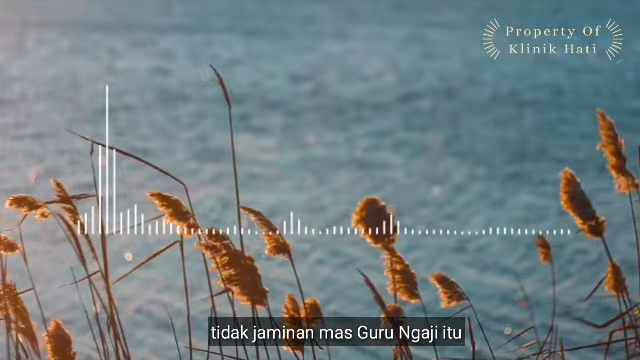 Property Of
Klinik Hati
tidak jaminan mas Guru Ngaji itu